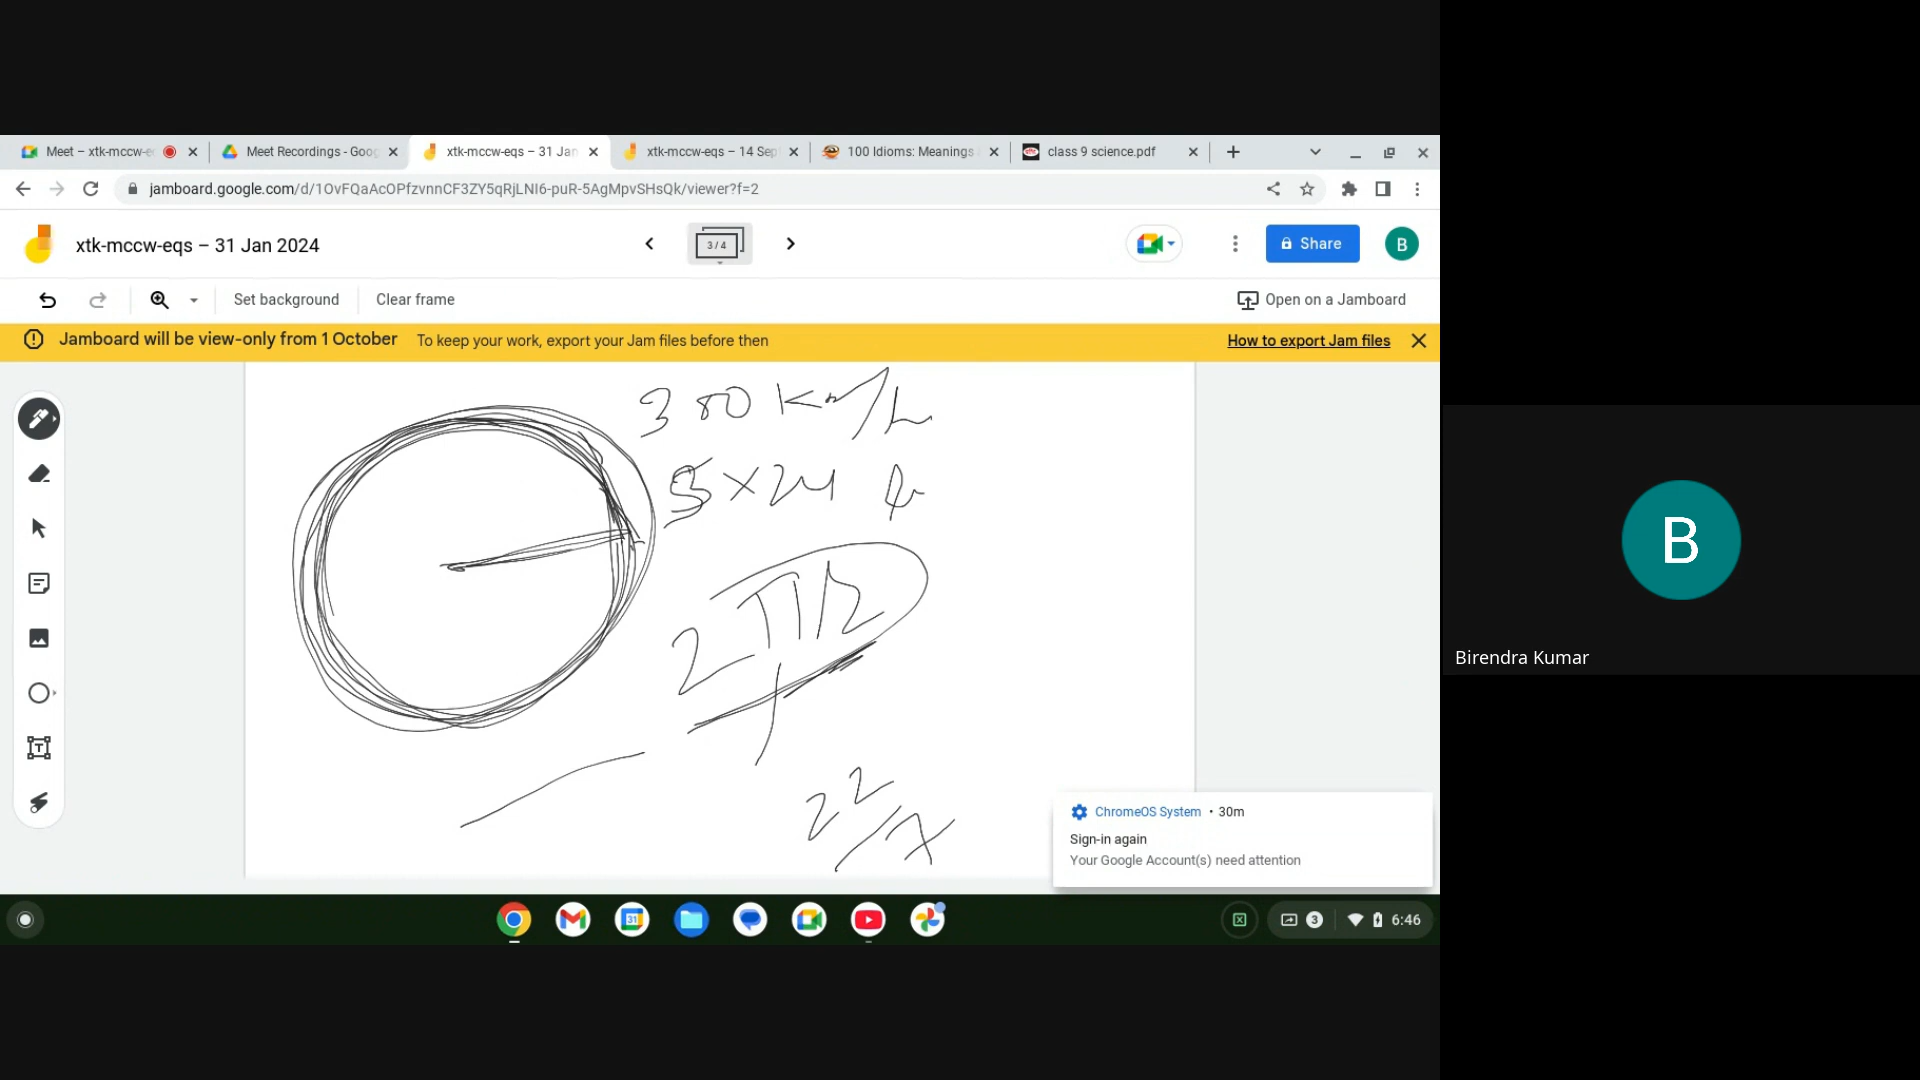 Meet – xtk-mccw-e
Meet Recordings - Goog
xtk-mccw-eqs – 31 Jan
xtk-mccw-eqs – 14 Sep
100 Idioms: Meanings
class 9 science.pdf
jamboard.google.com/d/1OvFQaAcOPfzvnnCF3ZY5qRjLNI6-puR-5AgMpvSHsQk/viewer?f=2
xtk-mccw-eqs – 31 Jan 2024
3 / 4
Share
B
Set background
Clear frame
Open on a Jamboard
Jamboard will be view-only from 1 October To keep your work, export your Jam files before then
How to export Jam files
380 Km/h
5 × 24
2πr
22/7
B
Birendra Kumar
ChromeOS System • 30m
Sign-in again
Your Google Account(s) need attention
31
3
6:46